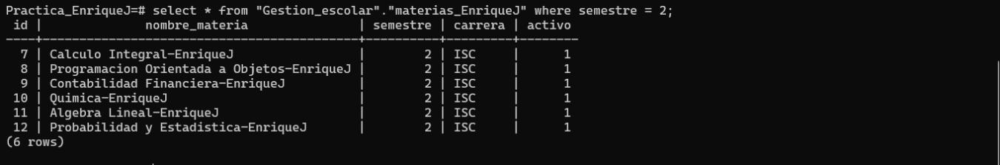 Practica_EnriqueJ=# select * from "Gestion_escolar"."materias_EnriqueJ" where semestre = 2;
 id |              nombre_materia               | semestre | carrera | activo
----+-------------------------------------------+----------+---------+--------
  7 | Calculo Integral-EnriqueJ                 |        2 | ISC     |      1
  8 | Programacion Orientada a Objetos-EnriqueJ |        2 | ISC     |      1
  9 | Contabilidad Financiera-EnriqueJ          |        2 | ISC     |      1
 10 | Quimica-EnriqueJ                          |        2 | ISC     |      1
 11 | Algebra Lineal-EnriqueJ                   |        2 | ISC     |      1
 12 | Probabilidad y Estadistica-EnriqueJ       |        2 | ISC     |      1
(6 rows)